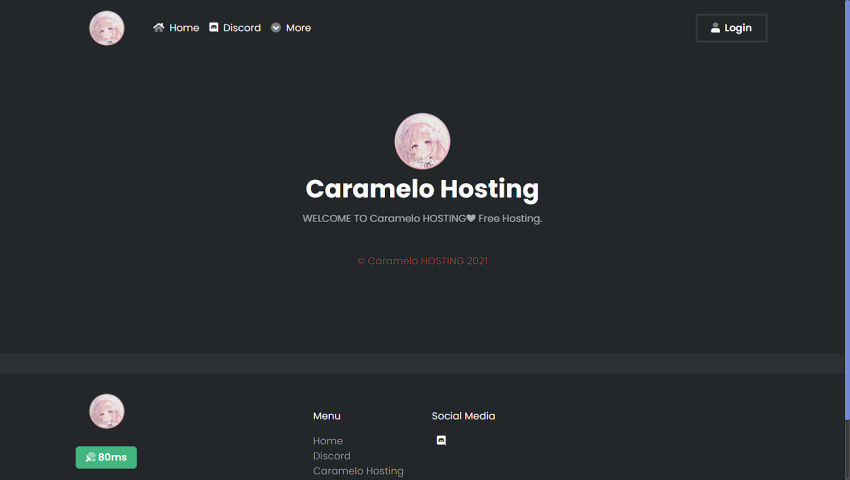 Home Discord More
Login
Caramelo Hosting
WELCOME TO Caramelo HOSTING🖤 Free Hosting.
© Caramelo HOSTING 2021
Menu
Social Media
Home
Discord
Caramelo Hosting
80ms